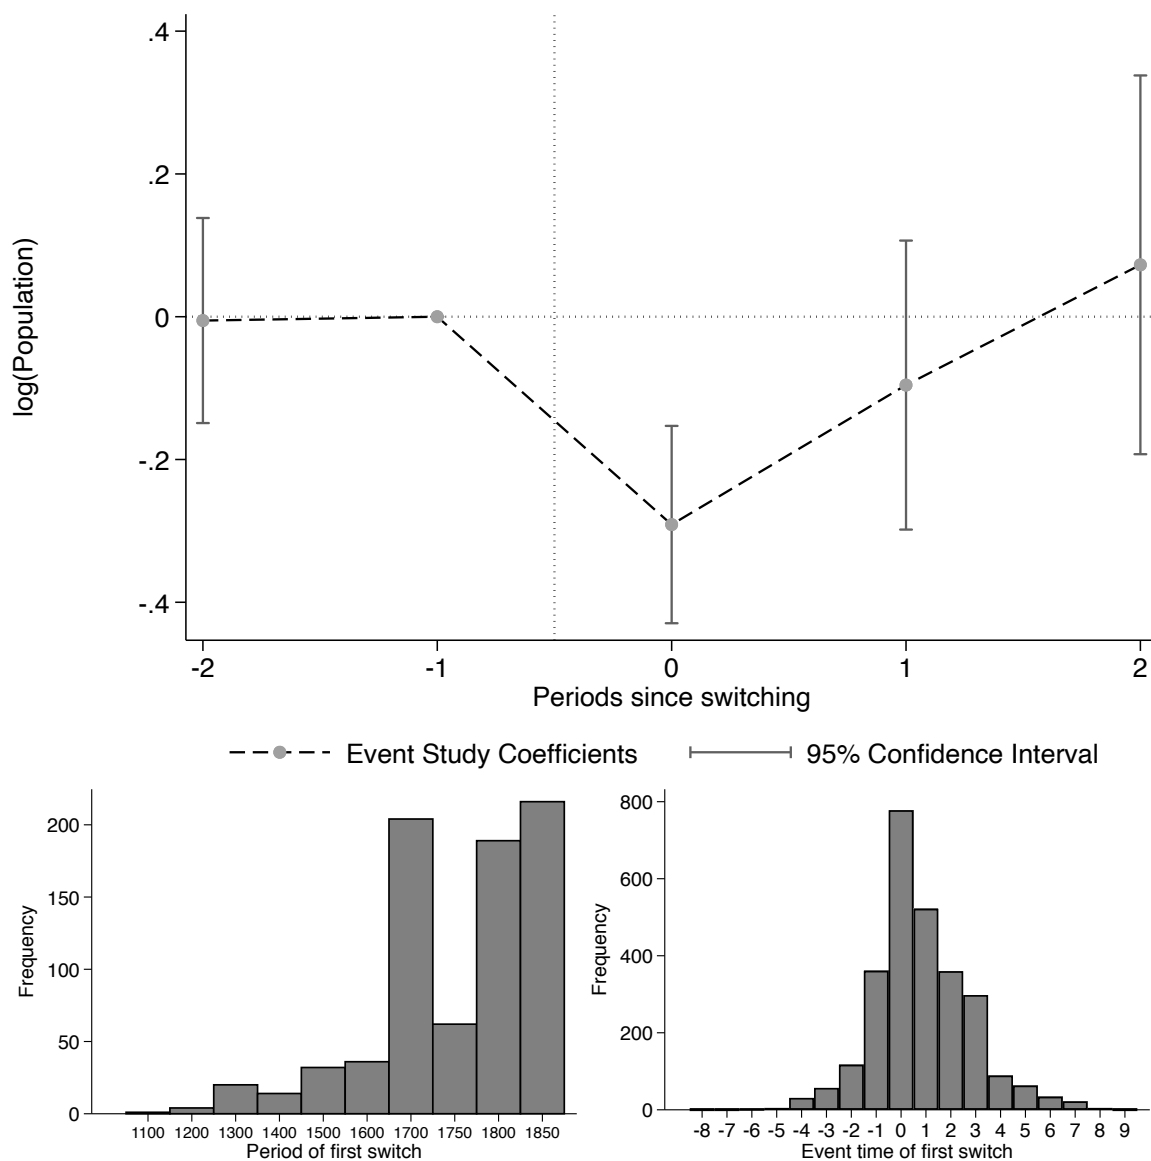 .4
.2
0
-.2
-.4
log(Population)
-2 -1 0 1 2
Periods since switching
Event Study Coefficients 95% Confidence Interval
200
150
100
50
0
Frequency
1100 1200 1300 1400 1500 1600 1700 1750 1800 1850
Period of first switch
800
600
400
200
0
Frequency
-8 -7 -6 -5 -4 -3 -2 -1 0 1 2 3 4 5 6 7 8 9
Event time of first switch